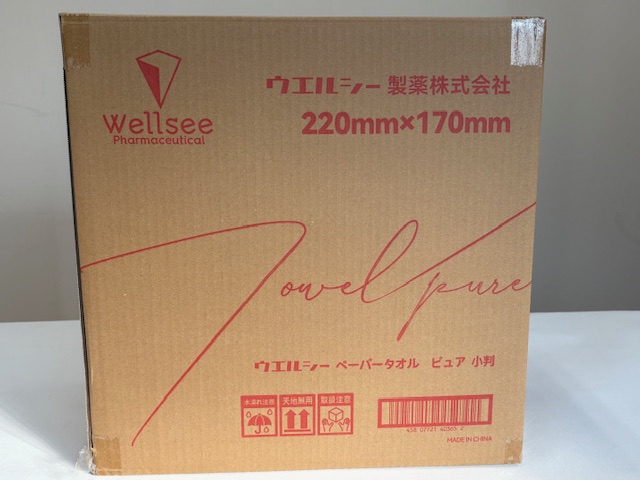 Wellsee
Pharmaceutical
ウエルシー 製薬株式会社
220mm×170mm
Towel pure
ウエルシー ペーパータオル ピュア 小判
水濡れ注意
天地無用
取扱注意
MADE IN CHINA